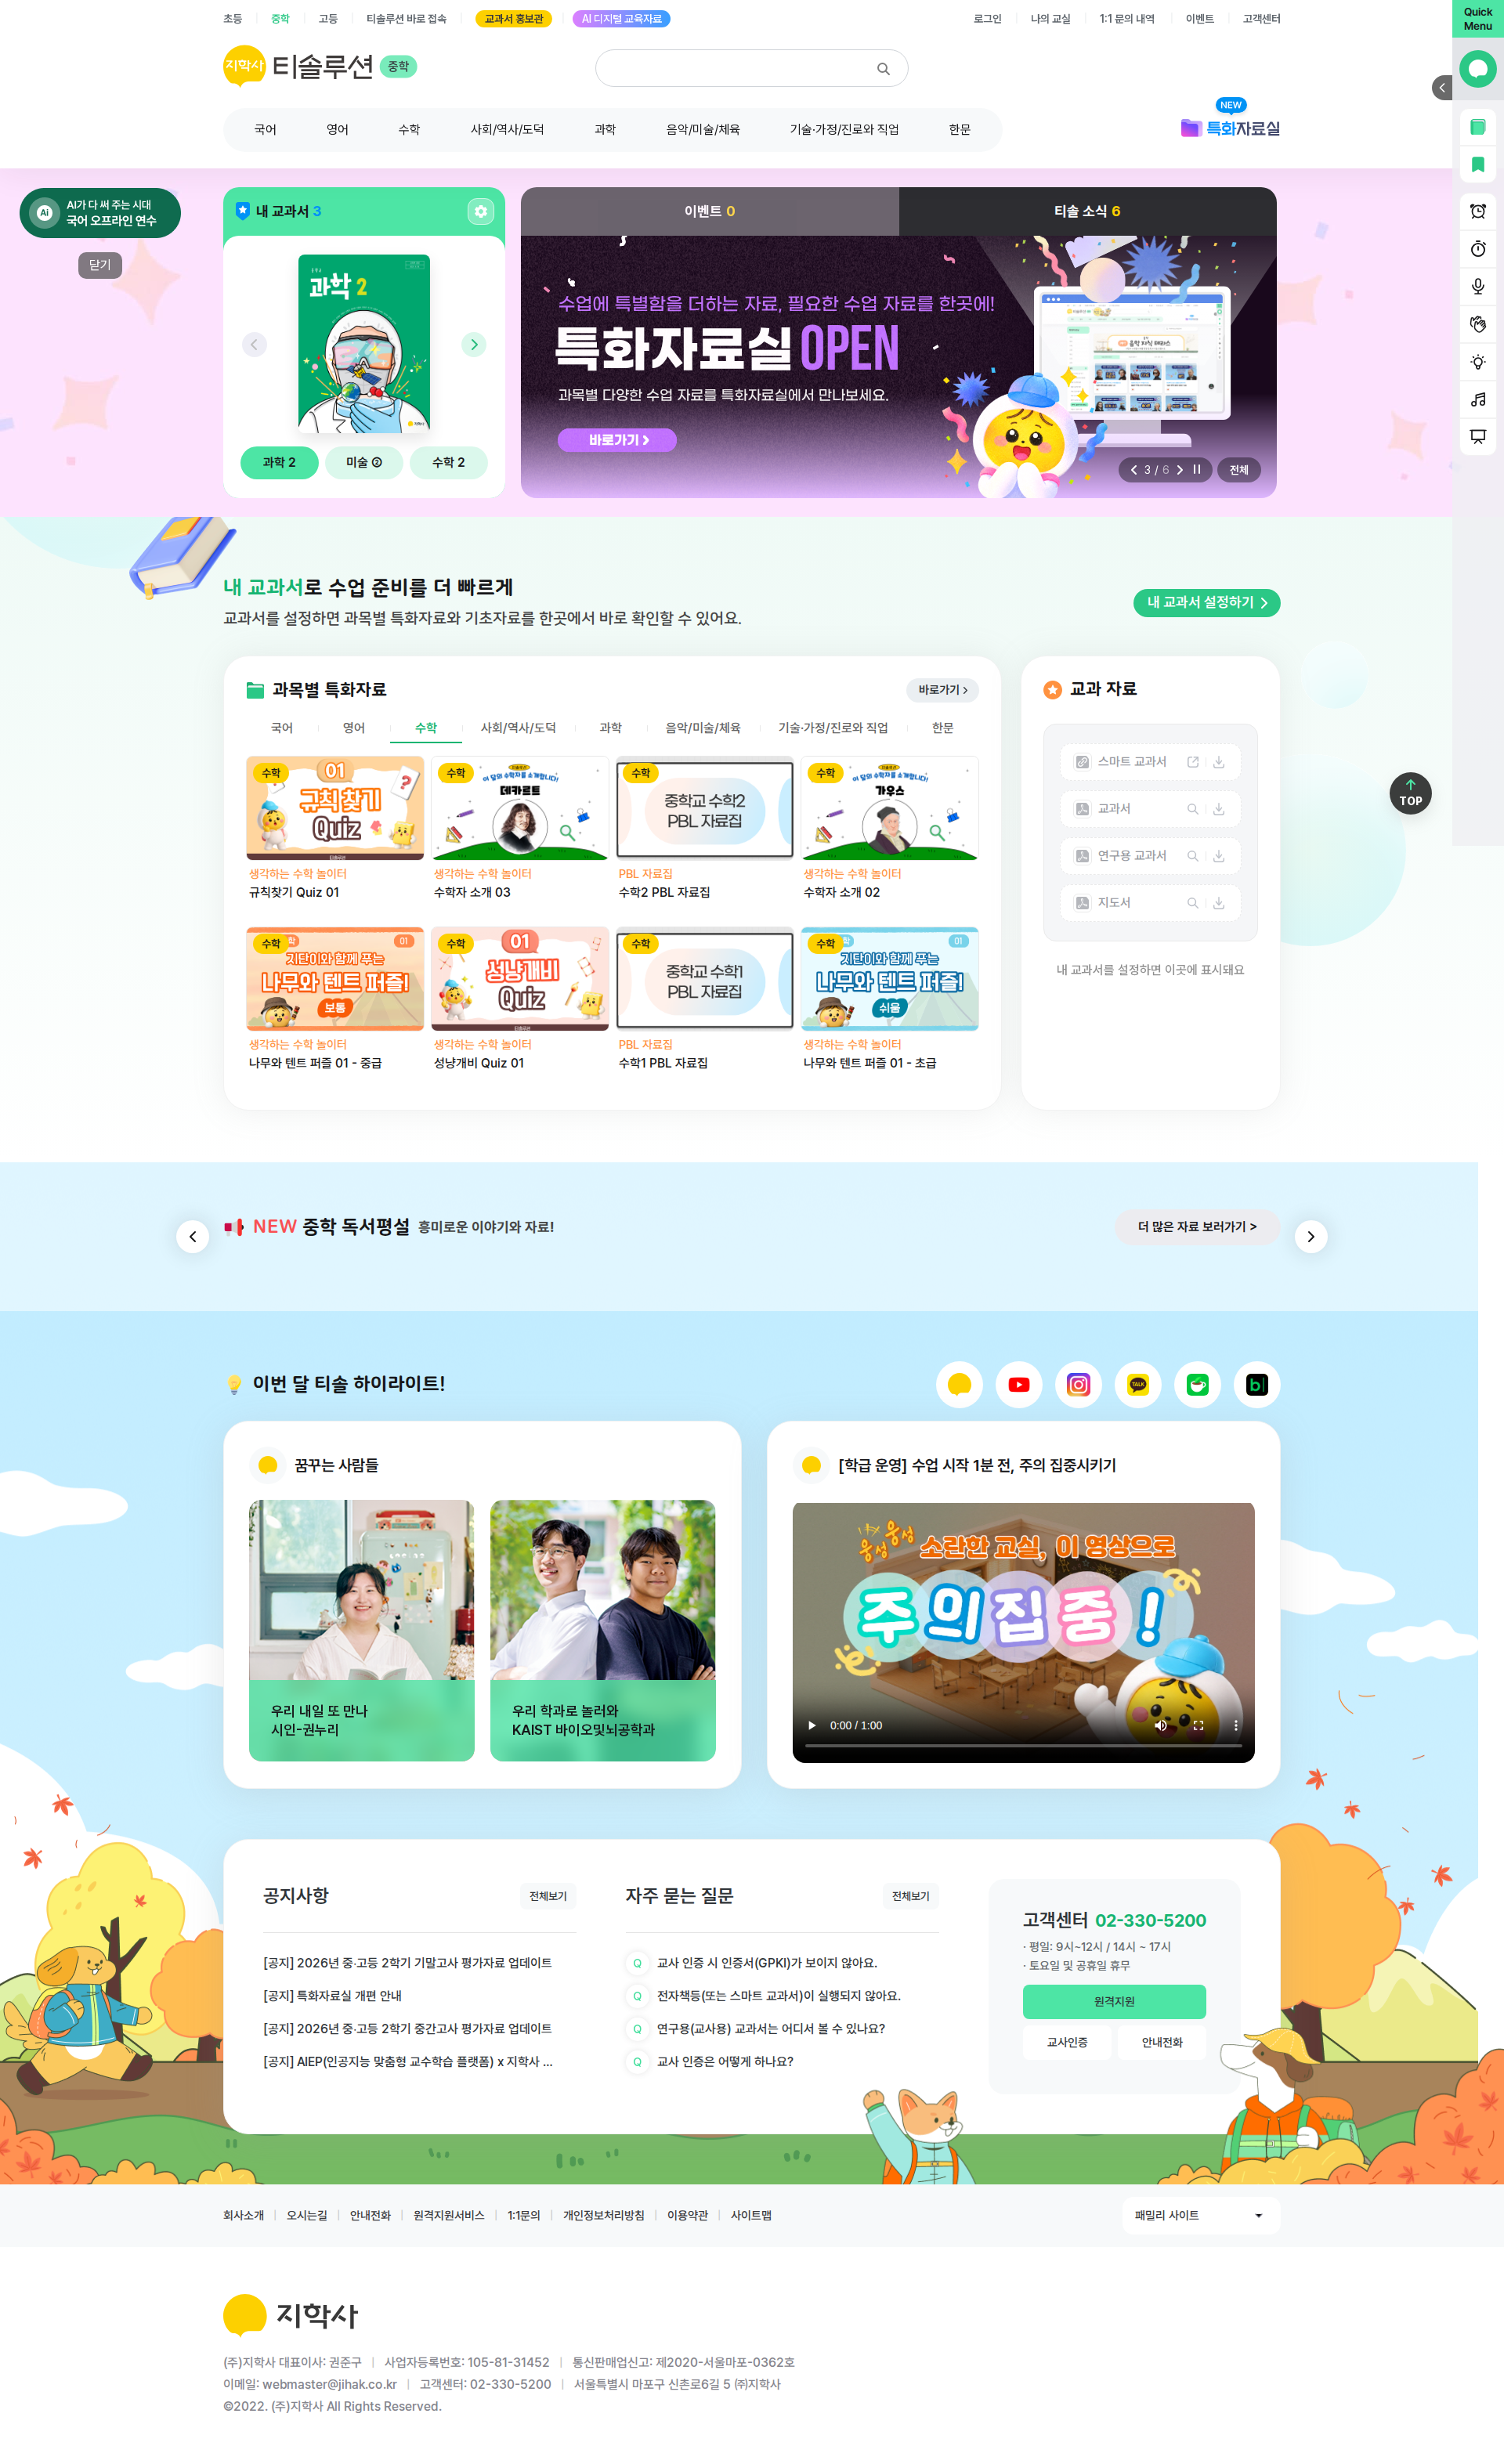 초등
중학
고등
티솔루션 바로 접속
교과서 홍보관
AI 디지털 교육자료
로그인
나의 교실
1:1 문의 내역
이벤트
고객센터
Quick
Menu
지학사 티솔루션 중학
국어
영어
수학
사회/역사/도덕
과학
음악/미술/체육
기술·가정/진로와 직업
한문
NEW
특화자료실
Ai
AI가 다 써 주는 시대
국어 오프라인 연수
닫기
내 교과서 3
과학 2
과학 2
미술 ②
수학 2
이벤트 0
티솔 소식 6
수업에 특별함을 더하는 자료, 필요한 수업 자료를 한곳에!
특화자료실 OPEN
과목별 다양한 수업 자료를 특화자료실에서 만나보세요.
바로가기
3 / 6
전체
내 교과서로 수업 준비를 더 빠르게
교과서를 설정하면 과목별 특화자료와 기초자료를 한곳에서 바로 확인할 수 있어요.
내 교과서 설정하기
과목별 특화자료
바로가기
국어
영어
수학
사회/역사/도덕
과학
음악/미술/체육
기술·가정/진로와 직업
한문
수학
01
규칙 찾기
Quiz
티솔루션
생각하는 수학 놀이터
규칙찾기 Quiz 01
수학
티솔루션
이 달의 수학자를 소개합니다!
데카르트
생각하는 수학 놀이터
수학자 소개 03
수학
중학교 수학2
PBL 자료집
PBL 자료집
수학2 PBL 자료집
수학
티솔루션
이 달의 수학자를 소개합니다!
가우스
생각하는 수학 놀이터
수학자 소개 02
수학
01
기단이와 함께 푸는
나무와 텐트 퍼즐!
보통
생각하는 수학 놀이터
나무와 텐트 퍼즐 01 - 중급
수학
01
성냥개비
Quiz
티솔루션
생각하는 수학 놀이터
성냥개비 Quiz 01
수학
중학교 수학1
PBL 자료집
PBL 자료집
수학1 PBL 자료집
수학
01
기단이와 함께 푸는
나무와 텐트 퍼즐!
쉬움
생각하는 수학 놀이터
나무와 텐트 퍼즐 01 - 초급
교과 자료
스마트 교과서
교과서
연구용 교과서
지도서
내 교과서를 설정하면 이곳에 표시돼요
TOP
NEW 중학 독서평설 흥미로운 이야기와 자료!
더 많은 자료 보러가기 >
이번 달 티솔 하이라이트!
TALK
b
꿈꾸는 사람들
우리 내일 또 만나
시인-권누리
우리 학과로 놀러와
KAIST 바이오및뇌공학과
[학급 운영] 수업 시작 1분 전, 주의 집중시키기
웅성 웅성
소란한 교실, 이 영상으로
주의집중!
0:00 / 1:00
공지사항
전체보기
[공지] 2026년 중·고등 2학기 기말고사 평가자료 업데이트
[공지] 특화자료실 개편 안내
[공지] 2026년 중·고등 2학기 중간고사 평가자료 업데이트
[공지] AIEP(인공지능 맞춤형 교수학습 플랫폼) x 지학사 ...
자주 묻는 질문
전체보기
Q 교사 인증 시 인증서(GPKI)가 보이지 않아요.
Q 전자책등(또는 스마트 교과서)이 실행되지 않아요.
Q 연구용(교사용) 교과서는 어디서 볼 수 있나요?
Q 교사 인증은 어떻게 하나요?
고객센터 02-330-5200
· 평일: 9시~12시 / 14시 ~ 17시
· 토요일 및 공휴일 휴무
원격지원
교사인증
안내전화
회사소개
오시는길
안내전화
원격지원서비스
1:1문의
개인정보처리방침
이용약관
사이트맵
패밀리 사이트
지학사
(주)지학사 대표이사: 권준구 | 사업자등록번호: 105-81-31452 | 통신판매업신고: 제2020-서울마포-0362호
이메일: webmaster@jihak.co.kr | 고객센터: 02-330-5200 | 서울특별시 마포구 신촌로6길 5 ㈜지학사
©2022. (주)지학사 All Rights Reserved.